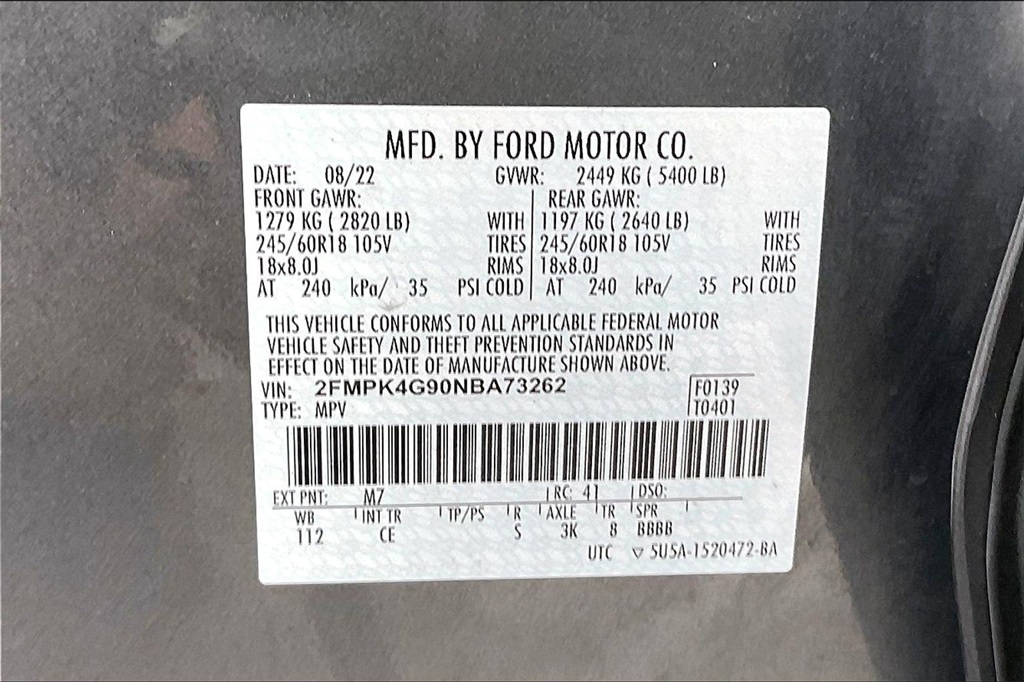 MFD. BY FORD MOTOR CO.
DATE: 08/22 GVWR: 2449 KG ( 5400 LB)
FRONT GAWR: REAR GAWR:
1279 KG ( 2820 LB) WITH 1197 KG ( 2640 LB) WITH
245/60R18 105V TIRES 245/60R18 105V TIRES
18x8.0J RIMS 18x8.0J RIMS
AT 240 kPa/ 35 PSI COLD AT 240 kPa/ 35 PSI COLD
THIS VEHICLE CONFORMS TO ALL APPLICABLE FEDERAL MOTOR
VEHICLE SAFETY AND THEFT PREVENTION STANDARDS IN
EFFECT ON THE DATE OF MANUFACTURE SHOWN ABOVE.
VIN: 2FMPK4G90NBA73262 F0139
TYPE: MPV T0401
EXT PNT: M7 RC: 41 DSO:
WB INT TR TP/PS R AXLE TR SPR
112 CE S 3K 8 BBBB
UTC ▽ 5U5A-1520472-BA